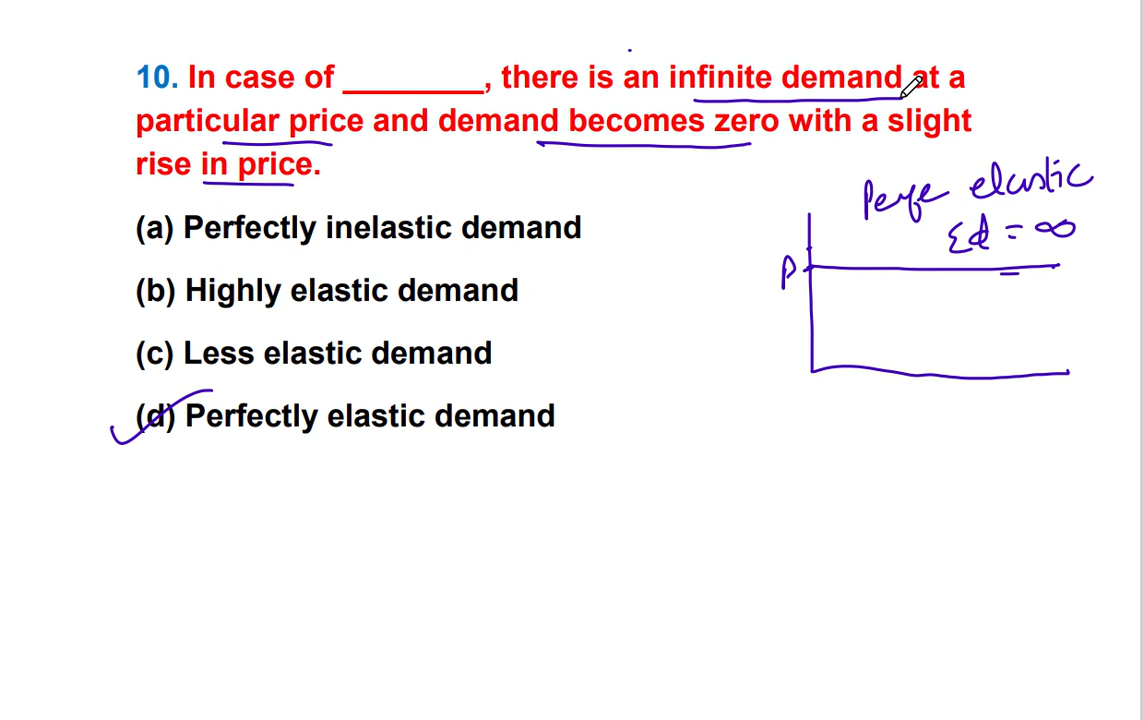 10. In case of ________, there is an infinite demand at a
particular price and demand becomes zero with a slight
rise in price.
Perfe elastic
(a) Perfectly inelastic demand
Ed = ∞
P
(b) Highly elastic demand
(c) Less elastic demand
(d) Perfectly elastic demand